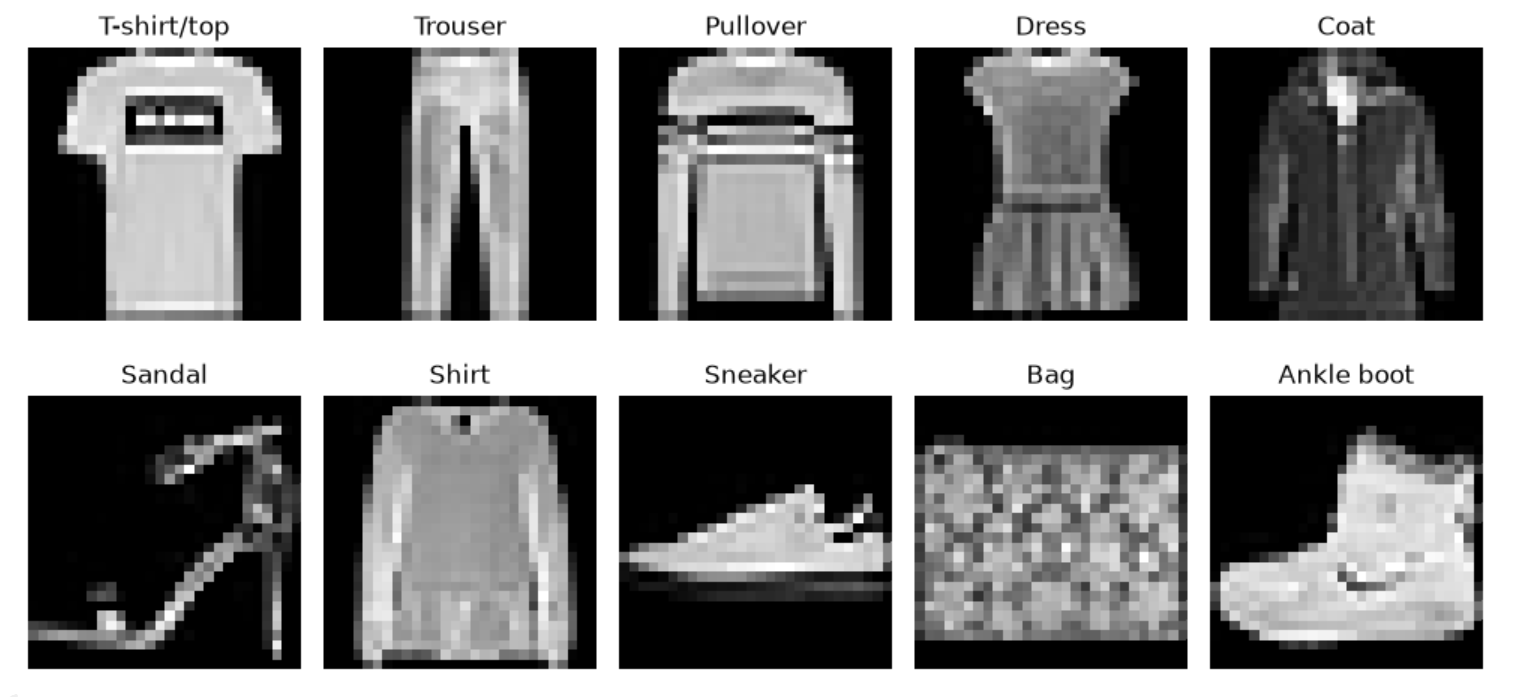 T-shirt/top Trouser Pullover Dress Coat
Sandal Shirt Sneaker Bag Ankle boot